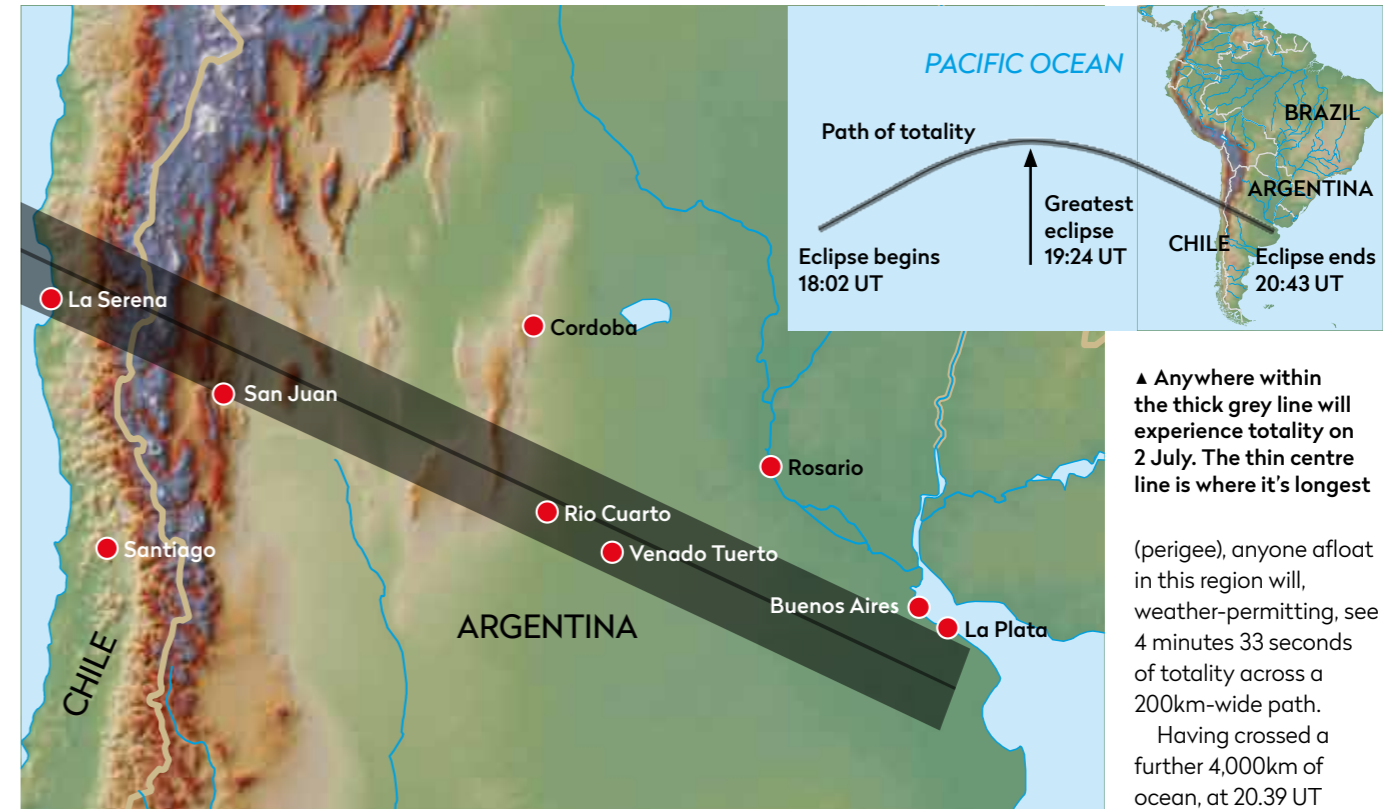 PACIFIC OCEAN
BRAZIL
Path of totality
ARGENTINA
Greatest
eclipse
19:24 UT
CHILE
Eclipse begins
18:02 UT
Eclipse ends
20:43 UT
La Serena
Cordoba
San Juan
Rosario
Rio Cuarto
Santiago
Venado Tuerto
Buenos Aires
La Plata
ARGENTINA
CHILE
▲ Anywhere within
the thick grey line will
experience totality on
2 July. The thin centre
line is where it's longest
(perigee), anyone afloat
in this region will,
weather-permitting, see
4 minutes 33 seconds
of totality across a
200km-wide path.
Having crossed a
further 4,000km of
ocean, at 20.39 UT